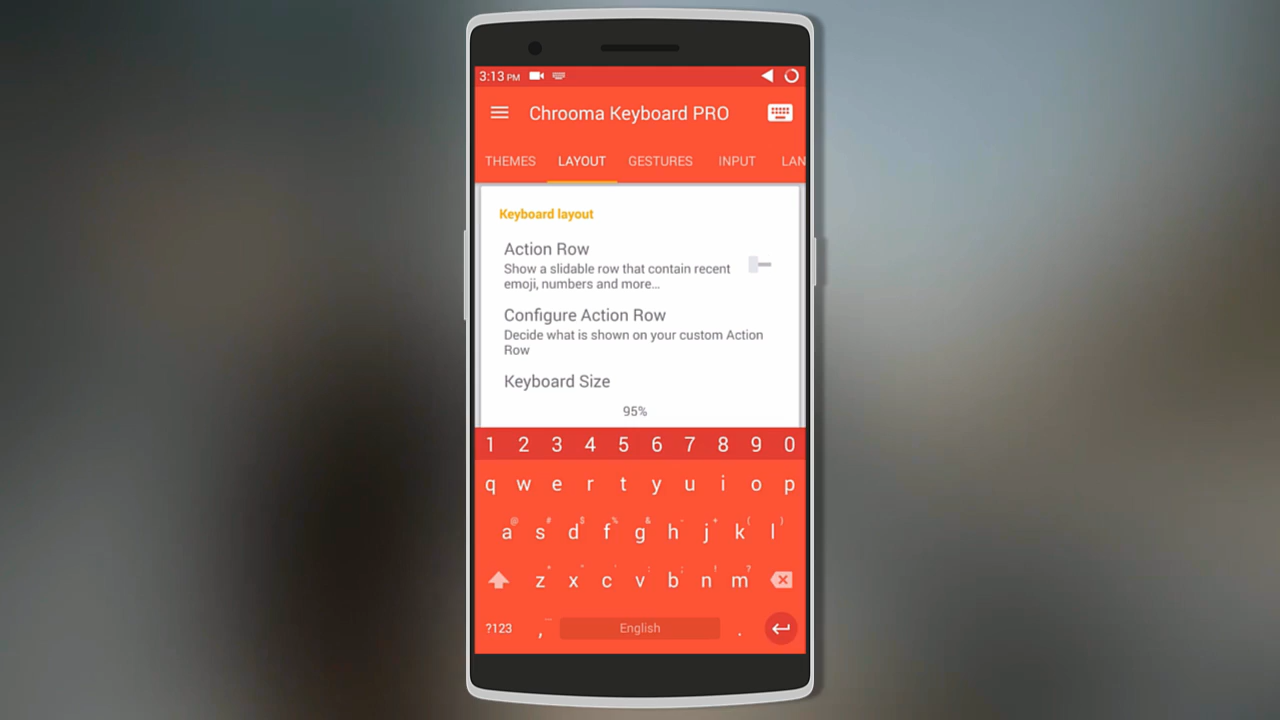 3:13 PM
Chrooma Keyboard PRO
THEMES LAYOUT GESTURES INPUT LAN
Keyboard layout
Action Row
Show a slidable row that contain recent
emoji, numbers and more...
Configure Action Row
Decide what is shown on your custom Action
Row
Keyboard Size
95%
1 2 3 4 5 6 7 8 9 0
q w e r t y u i o p
@ # $ % & - + ( )
a s d f g h j k l
* " ' : ; ! ?
z x c v b n m
?123 , English .